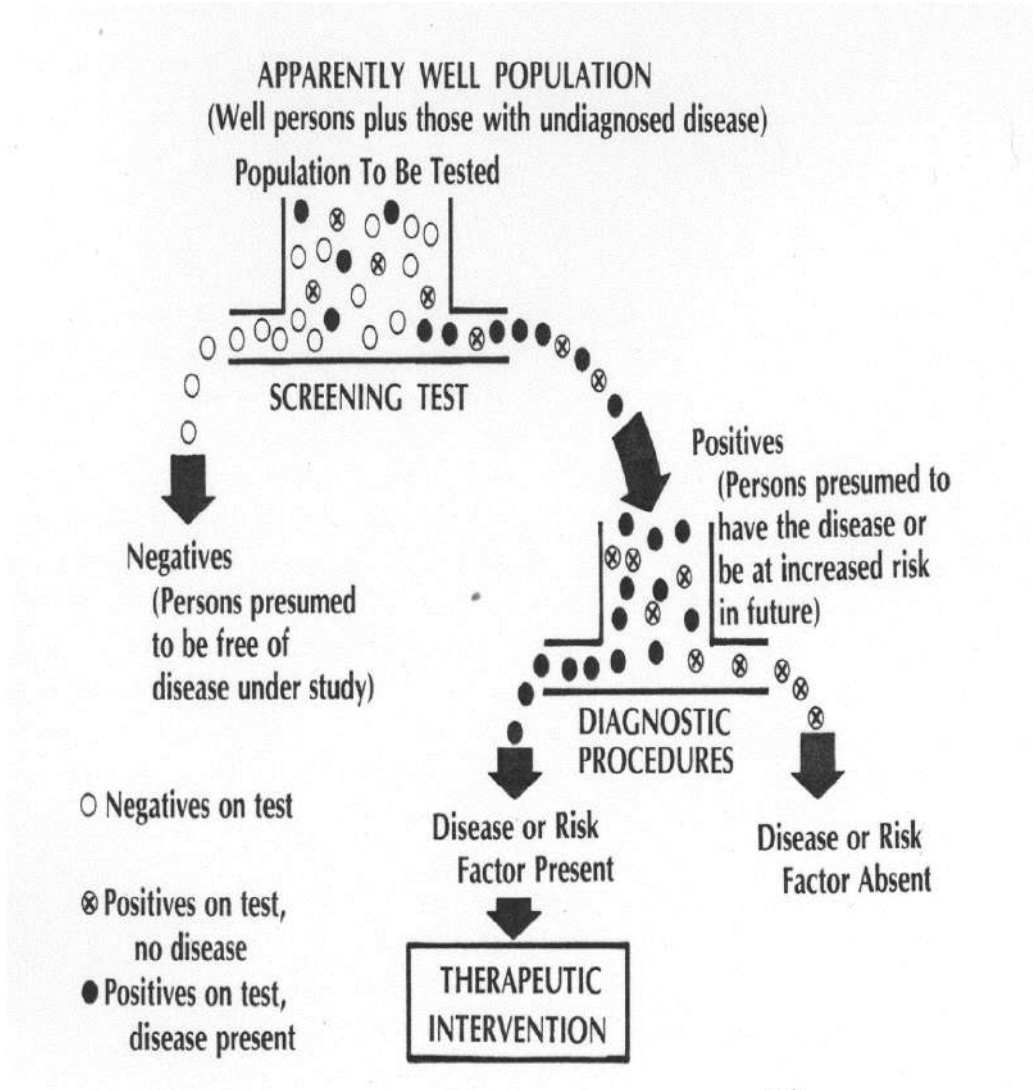 APPARENTLY WELL POPULATION
(Well persons plus those with undiagnosed disease)
Population To Be Tested
SCREENING TEST
Positives
(Persons presumed to
have the disease or
be at increased risk
in future)
Negatives
(Persons presumed
to be free of
disease under study)
DIAGNOSTIC
PROCEDURES
Disease or Risk
Factor Present
Disease or Risk
Factor Absent
THERAPEUTIC
INTERVENTION
Negatives on test
Positives on test,
no disease
Positives on test,
disease present